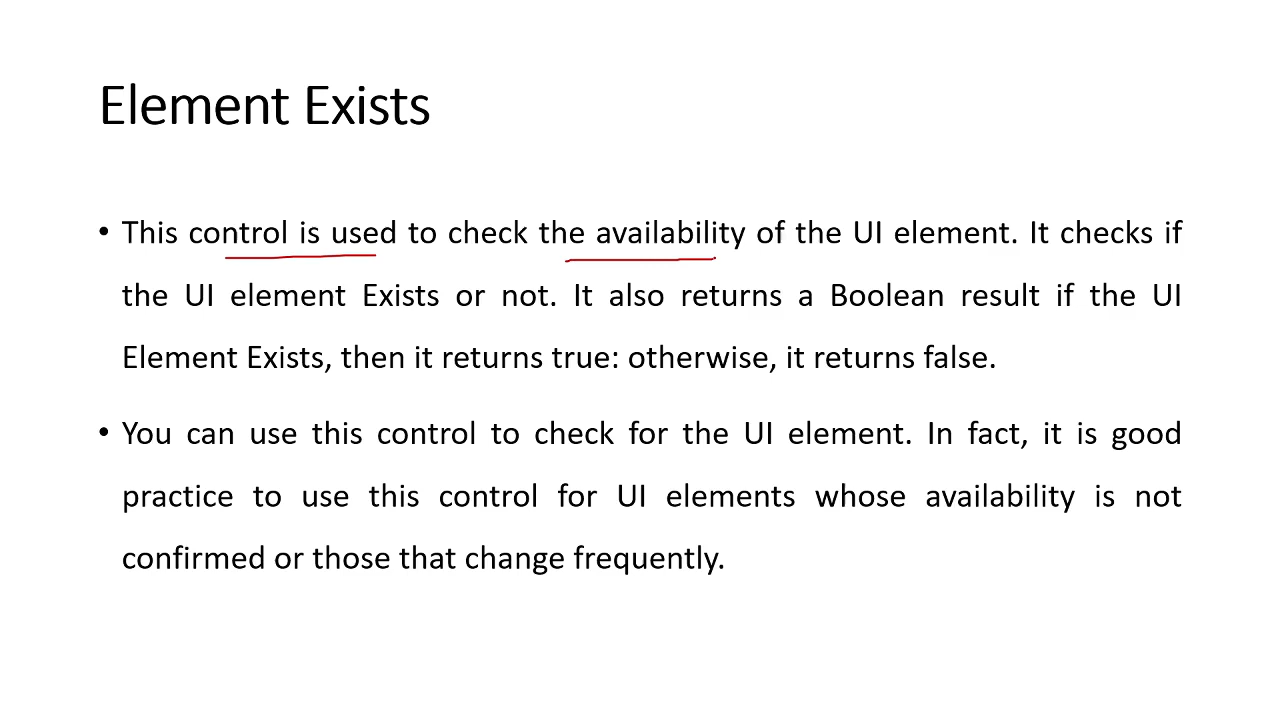 Element Exists
• This control is used to check the availability of the UI element. It checks if
the UI element Exists or not. It also returns a Boolean result if the UI
Element Exists, then it returns true: otherwise, it returns false.
• You can use this control to check for the UI element. In fact, it is good
practice to use this control for UI elements whose availability is not
confirmed or those that change frequently.